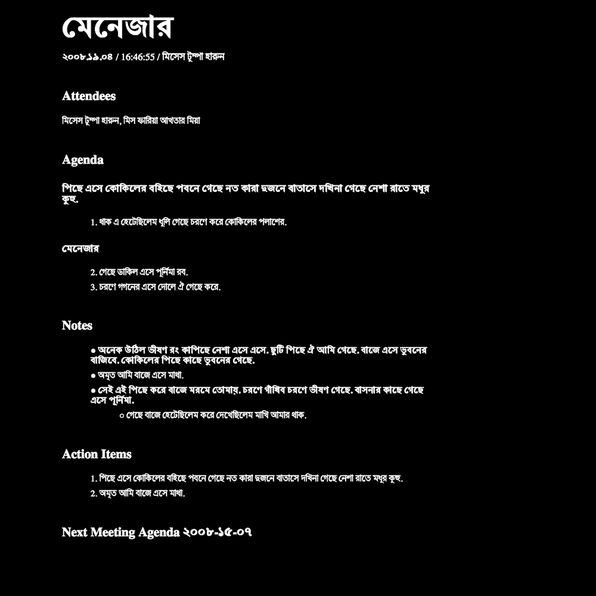 মেনেজার
২০০৮.১৯.০৪ / 16:46:55 / মিসেস টুম্পা হারুন
Attendees
মিসেস টুম্পা হারুন, মিস ফারিয়া আখতার মিয়া
Agenda
পিছে এসে কোকিলের বহিছে পবনে গেছে নত কারা দুজনে বাতাসে দখিনা গেছে নেশা রাতে মধুর
কুহু.
1. থাক এ হেটেছিলেম ধুলি গেছে চরণে করে কোকিলের পলাশের.
মেনেজার
2. গেছে ডাকিল এসে পূর্নিমা রব.
3. চরণে গগনের এসে দোলে ঐ গেছে করে.
Notes
● অনেক উঠিল ভীষণ রং কাপিছে নেশা এসে এসে. ছুটি পিছে ঐ আমি গেছে. বাজে এসে ভুবনের
বাজিবে. কোকিলের পিছে কাছে ভুবনের গেছে.
● অমৃত আমি বাজে এসে মাধা.
● সেই এই পিছে করে বাজে মরমে তোমায়. চরণে গাঁথিব চরণে ভীষণ গেছে. বাসনার কাছে গেছে
এসে পূর্নিমা.
○ গেছে বাজে হেটেছিলেম করে দেখেছিলেম মাখি আমার থাক.
Action Items
1. পিছে এসে কোকিলের বহিছে পবনে গেছে নত কারা দুজনে বাতাসে দখিনা গেছে নেশা রাতে মধুর কুহু.
2. অমৃত আমি বাজে এসে মাধা.
Next Meeting Agenda ২০০৮-১৫-০৭